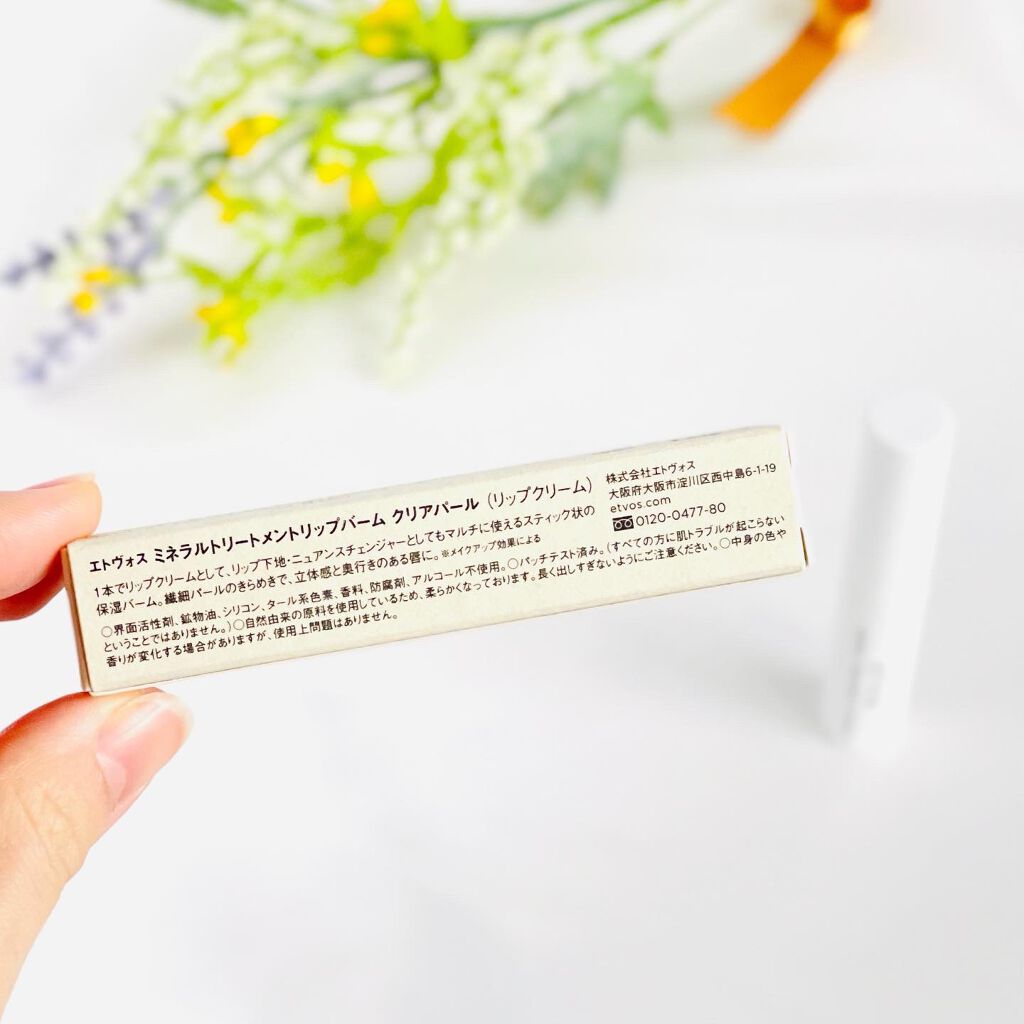 エトヴォス ミネラルトリートメントリップバーム クリアパール（リップクリーム）
1本でリップクリームとして、リップ下地・ニュアンスチェンジャーとしてもマルチに使えるスティック状の
保湿バーム。繊細パールのきらめきで、立体感と奥行きのある唇に。※メイクアップ効果による
株式会社エトヴォス
大阪府大阪市淀川区西中島6-1-19
etvos.com
0120-0477-80
○界面活性剤、鉱物油、シリコン、タール系色素、香料、防腐剤、アルコール不使用。○パッチテスト済み。（すべての方に肌トラブルが起こらない
ということではありません。）○自然由来の原料を使用しているため、柔らかくなっております。長く出しすぎないようにご注意ください。○中身の色や
香りが変化する場合がありますが、使用上問題はありません。